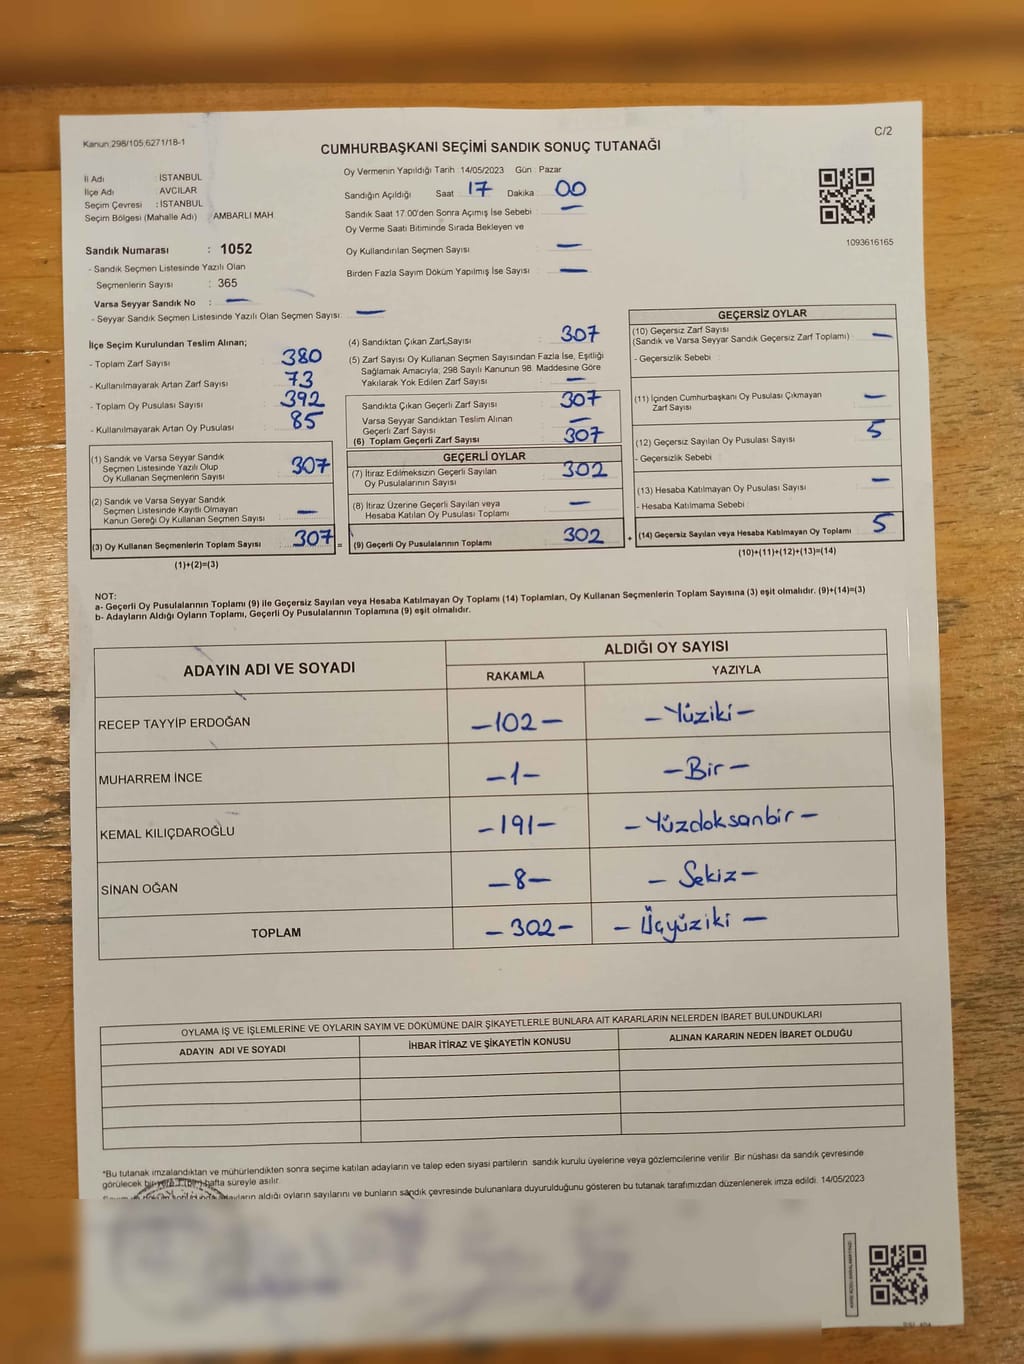 Kanun;298/105;6271/18-1
C/2
CUMHURBAŞKANI SEÇİMİ SANDIK SONUÇ TUTANAĞI
İl Adı : İSTANBUL
İlçe Adı : AVCILAR
Seçim Çevresi : İSTANBUL
Seçim Bölgesi (Mahalle Adı) : AMBARLI MAH.
Oy Vermenin Yapıldığı Tarih : 14/05/2023 Gün : Pazar
Sandığın Açıldığı Saat : 17 Dakika : 00
Sandık Saat 17.00'den Sonra Açımış İse Sebebi : —
Oy Verme Saati Bitiminde Sırada Bekleyen ve
Oy Kullandırılan Seçmen Sayısı : —
Birden Fazla Sayım Döküm Yapılmış İse Sayısı : —
1093616165
Sandık Numarası : 1052
- Sandık Seçmen Listesinde Yazılı Olan
Seçmenlerin Sayısı : 365
Varsa Seyyar Sandık No : —
- Seyyar Sandık Seçmen Listesinde Yazılı Olan Seçmen Sayısı: —
İlçe Seçim Kurulundan Teslim Alınan;
- Toplam Zarf Sayısı : 380
- Kullanılmayarak Artan Zarf Sayısı : 73
- Toplam Oy Pusulası Sayısı : 392
- Kullanılmayarak Artan Oy Pusulası : 85
(1) Sandık ve Varsa Seyyar Sandık
Seçmen Listesinde Yazılı Olup
Oy Kullanan Seçmenlerin Sayısı : 307
(2) Sandık ve Varsa Seyyar Sandık
Seçmen Listesinde Kayıtlı Olmayan
Kanun Gereği Oy Kullanan Seçmen Sayısı : —
(3) Oy Kullanan Seçmenlerin Toplam Sayısı : 307 =
(1)+(2)=(3)
(4) Sandıktan Çıkan Zarf Sayısı : 307
(5) Zarf Sayısı Oy Kullanan Seçmen Sayısından Fazla İse, Eşitliği
Sağlamak Amacıyla, 298 Sayılı Kanunun 98. Maddesine Göre
Yakılarak Yok Edilen Zarf Sayısı : —
Sandıkta Çıkan Geçerli Zarf Sayısı : 307
Varsa Seyyar Sandıktan Teslim Alınan
Geçerli Zarf Sayısı : —
(6) Toplam Geçerli Zarf Sayısı : 307
GEÇERLİ OYLAR
(7) İtiraz Edilmeksizin Geçerli Sayılan
Oy Pusulalarının Sayısı : 302
(8) İtiraz Üzerine Geçerli Sayılan veya
Hesaba Katılan Oy Pusulası Toplamı : —
(9) Geçerli Oy Pusulalarının Toplamı : 302 +
GEÇERSİZ OYLAR
(10) Geçersiz Zarf Sayısı
(Sandık ve Varsa Seyyar Sandık Geçersiz Zarf Toplamı) : —
- Geçersizlik Sebebi :
(11) İçinden Cumhurbaşkanı Oy Pusulası Çıkmayan
Zarf Sayısı : —
(12) Geçersiz Sayılan Oy Pusulası Sayısı : 5
- Geçersizlik Sebebi :
(13) Hesaba Katılmayan Oy Pusulası Sayısı : —
- Hesaba Katılmama Sebebi :
(14) Geçersiz Sayılan veya Hesaba Katılmayan Oy Toplamı : 5
(10)+(11)+(12)+(13)=(14)
NOT:
a- Geçerli Oy Pusulalarının Toplamı (9) ile Geçersiz Sayılan veya Hesaba Katılmayan Oy Toplamı (14) Toplamları, Oy Kullanan Seçmenlerin Toplam Sayısına (3) eşit olmalıdır. (9)+(14)=(3)
b- Adayların Aldığı Oyların Toplamı, Geçerli Oy Pusulalarının Toplamına (9) eşit olmalıdır.
ADAYIN ADI VE SOYADI
ALDIĞI OY SAYISI
RAKAMLA YAZIYLA
RECEP TAYYİP ERDOĞAN —102— —Yüziki—
MUHARREM İNCE —1— —Bir—
KEMAL KILIÇDAROĞLU —191— —Yüzdoksanbir—
SİNAN OĞAN —8— —Sekiz—
TOPLAM —302— —Üçyüziki—
OYLAMA İŞ VE İŞLEMLERİNE VE OYLARIN SAYIM VE DÖKÜMÜNE DAİR ŞİKAYETLERLE BUNLARA AİT KARARLARIN NELERDEN İBARET BULUNDUKLARI
ADAYIN ADI VE SOYADI İHBAR İTİRAZ VE ŞİKAYETİN KONUSU ALINAN KARARIN NEDEN İBARET OLDUĞU
*Bu tutanak imzalandıktan ve mühürlendikten sonra seçime katılan adayların ve talep eden siyasi partilerin sandık kurulu üyelerine veya gözlemcilerine verilir. Bir nüshası da sandık çevresinde
görülecek bir yere 1 (bir) hafta süreyle asılır.
adayların aldığı oyların sayılarını ve bunların sandık çevresinde bulunanlara duyurulduğunu gösteren bu tutanak tarafımızdan düzenlenerek imza edildi. 14/05/2023